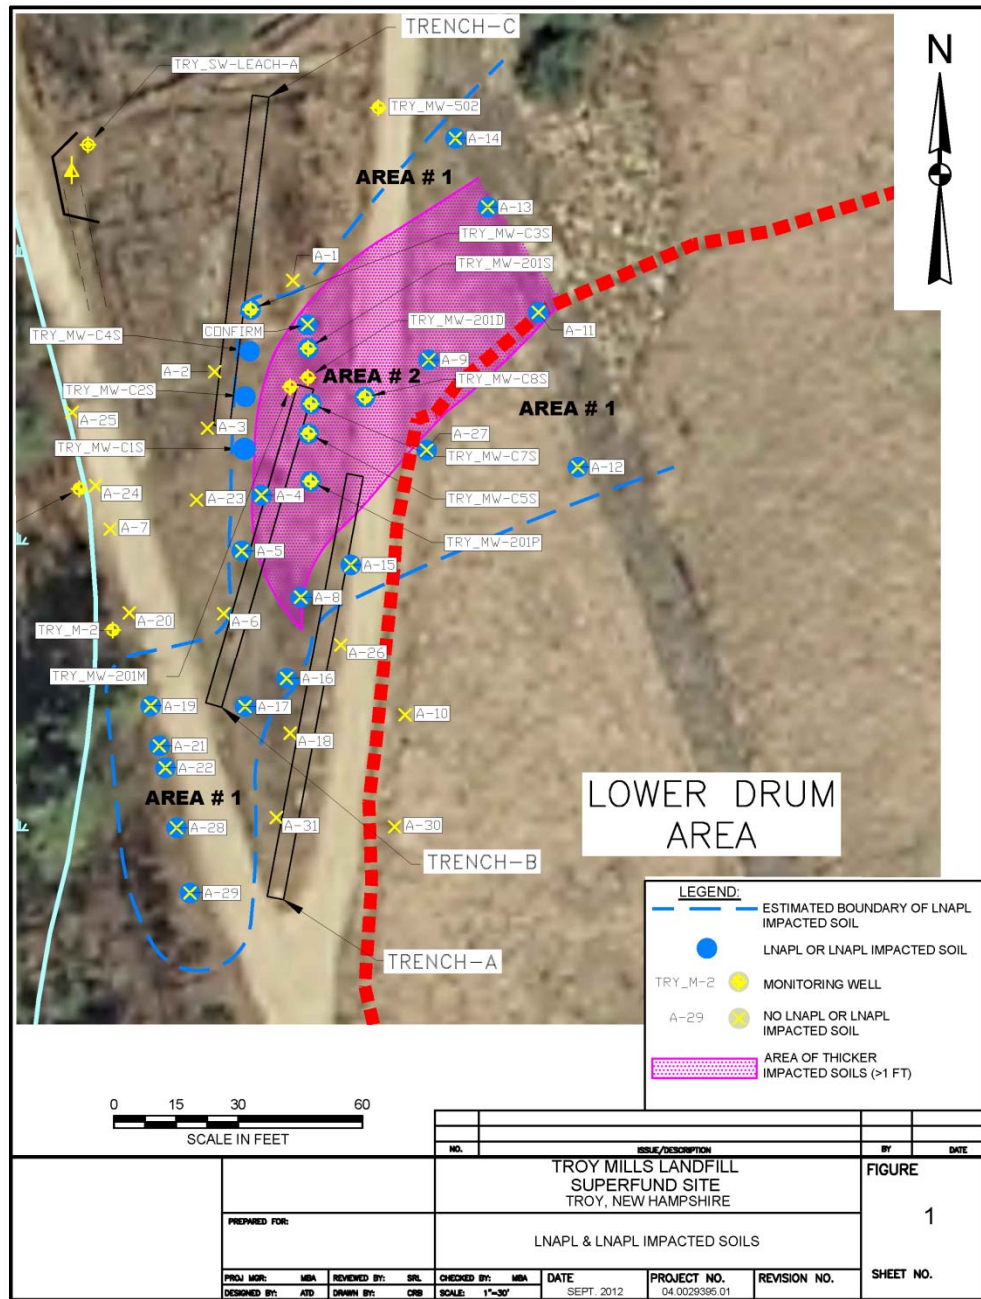 TRENCH-C
N
TRY_SW-LEACH-A
TRY_MW-502
A-14
AREA # 1
A-13
TRY_MW-C3S
A-1
TRY_MW-201S
TRY_MW-C4S
CONFIRM
TRY_MW-201D
A-11
A-2
A-9
AREA # 2
TRY_MW-C8S
TRY_MW-C2S
AREA # 1
A-25
A-3
A-27
TRY_MW-C1S
TRY_MW-C7S
A-12
A-24
A-23
A-4
TRY_MW-C5S
A-7
TRY_MW-201P
A-5
A-15
A-8
A-20
A-6
TRY_M-2
A-26
TRY_MW-201M
A-16
A-19
A-17
A-10
A-18
A-21
A-22
AREA # 1
LOWER DRUM
AREA
A-28
A-31
A-30
TRENCH-B
A-29
TRENCH-A
LEGEND:
ESTIMATED BOUNDARY OF LNAPL
IMPACTED SOIL
LNAPL OR LNAPL IMPACTED SOIL
TRY_M-2 MONITORING WELL
A-29 NO LNAPL OR LNAPL
IMPACTED SOIL
AREA OF THICKER
IMPACTED SOILS (>1 FT)
0 15 30 60
SCALE IN FEET
NO. ISSUE/DESCRIPTION BY DATE
TROY MILLS LANDFILL
SUPERFUND SITE
TROY, NEW HAMPSHIRE
FIGURE
1
PREPARED FOR:
LNAPL & LNAPL IMPACTED SOILS
SHEET NO.
PROJ MGR: MBA REVIEWED BY: SRL CHECKED BY: MBA DATE PROJECT NO. REVISION NO.
DESIGNED BY: ATD DRAWN BY: CRB SCALE: 1"=30' SEPT. 2012 04.0029395.01